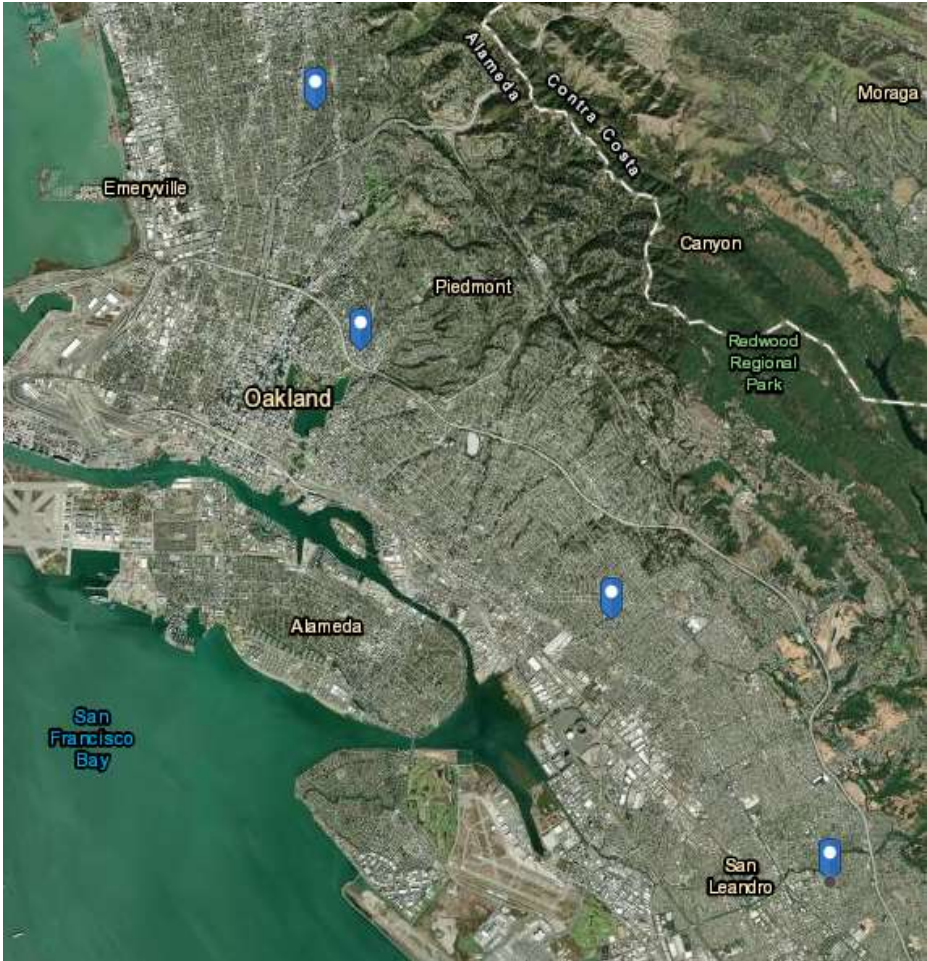 Alameda
Contra Costa
Moraga
Emeryville
Canyon
Piedmont
Redwood
Regional
Park
Oakland
Alameda
San
Francisco
Bay
San
Leandro